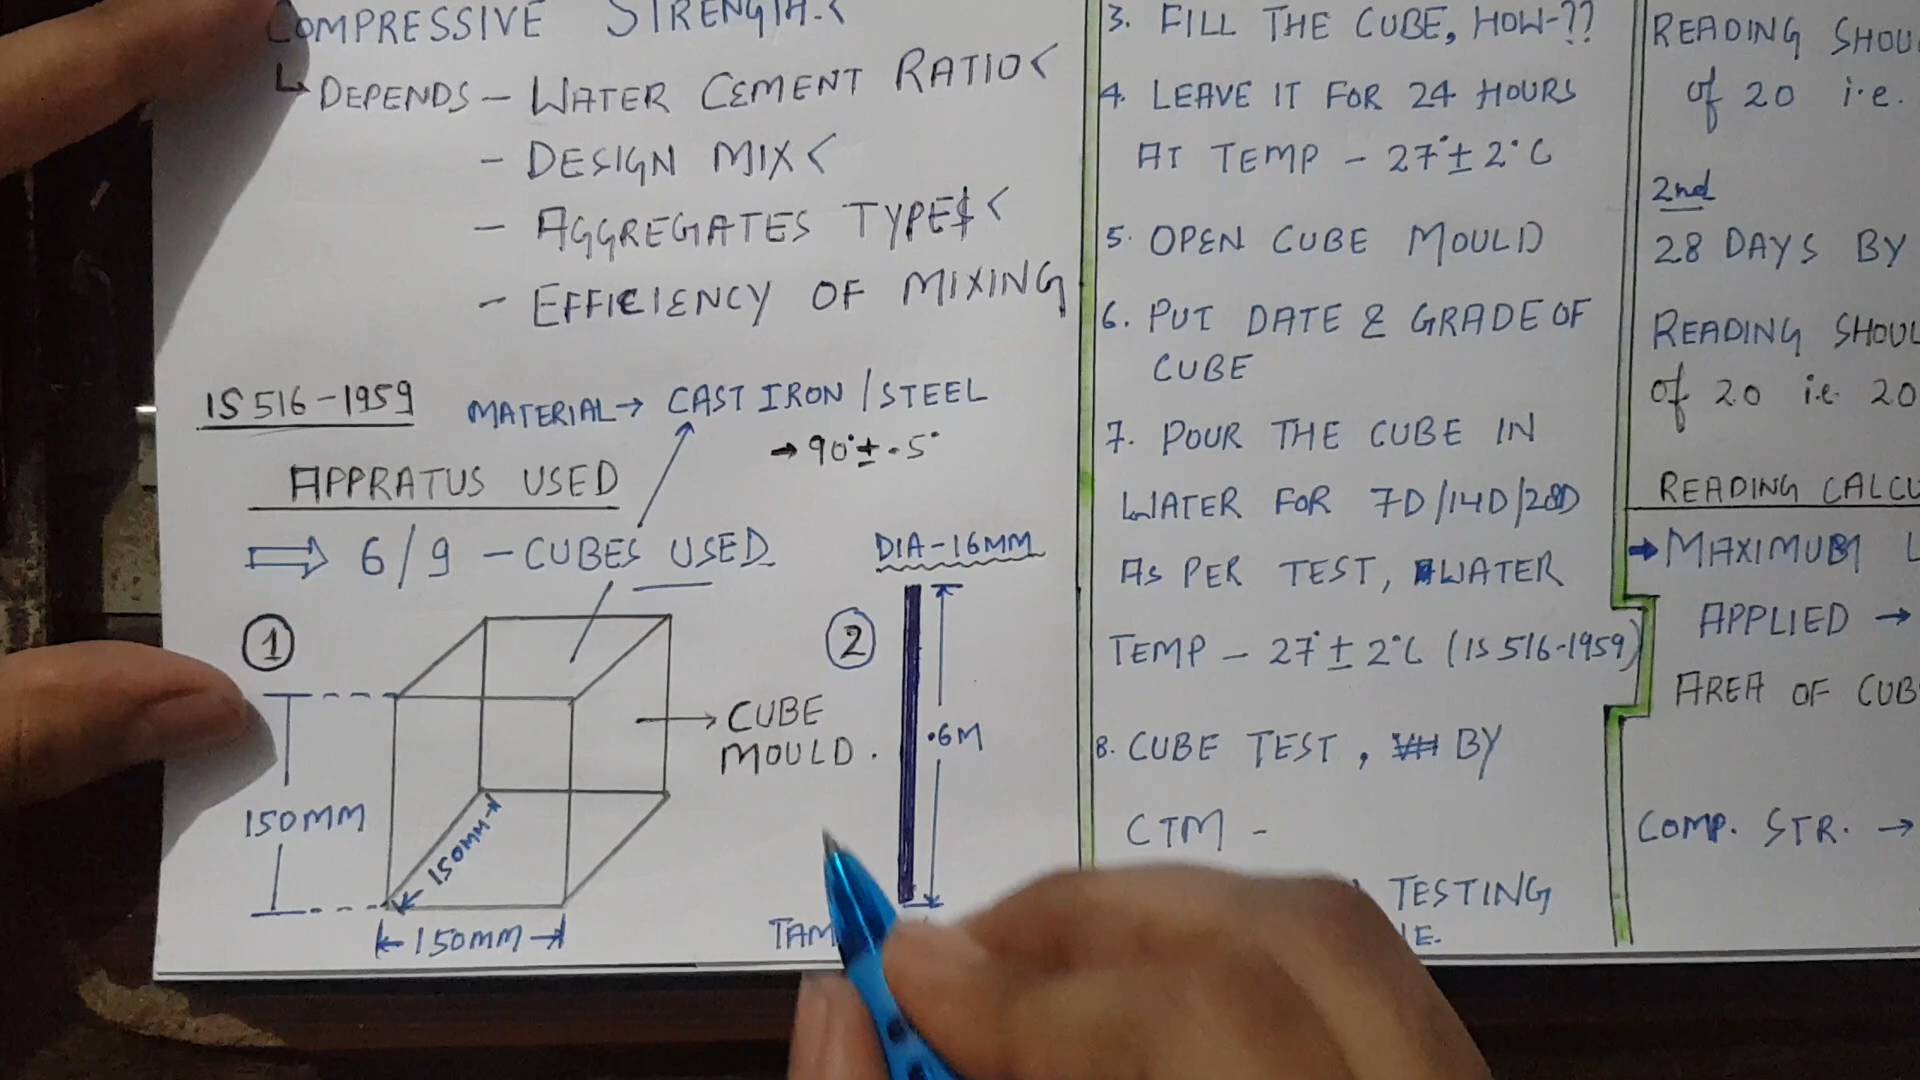 COMPRESSIVE STRENGTH.
DEPENDS - WATER CEMENT RATIO
- DESIGN MIX
- AGGREGATES TYPES
- EFFICIENCY OF MIXING
IS 516-1959
MATERIAL → CAST IRON / STEEL
→ 90°± .5°
APPRATUS USED
⇒ 6/9 - CUBES USED
1
150MM
150MM
150MM
CUBE
MOULD.
DIA-16MM
2
.6M
3. FILL THE CUBE, HOW-??
4. LEAVE IT FOR 24 HOURS
AT TEMP - 27°± 2°C
5. OPEN CUBE MOULD
6. PUT DATE & GRADE OF
CUBE
7. POUR THE CUBE IN
WATER FOR 7D/14D/28D
AS PER TEST, WATER
TEMP - 27°± 2°C (IS 516-1959)
8. CUBE TEST, BY
CTM -
TESTING
READING
of 20 i.e.
2nd
28 DAYS BY
READING
of 20 i.e. 20
READING
→ MAXIMUM
APPLIED →
AREA OF
COMP. STR. →